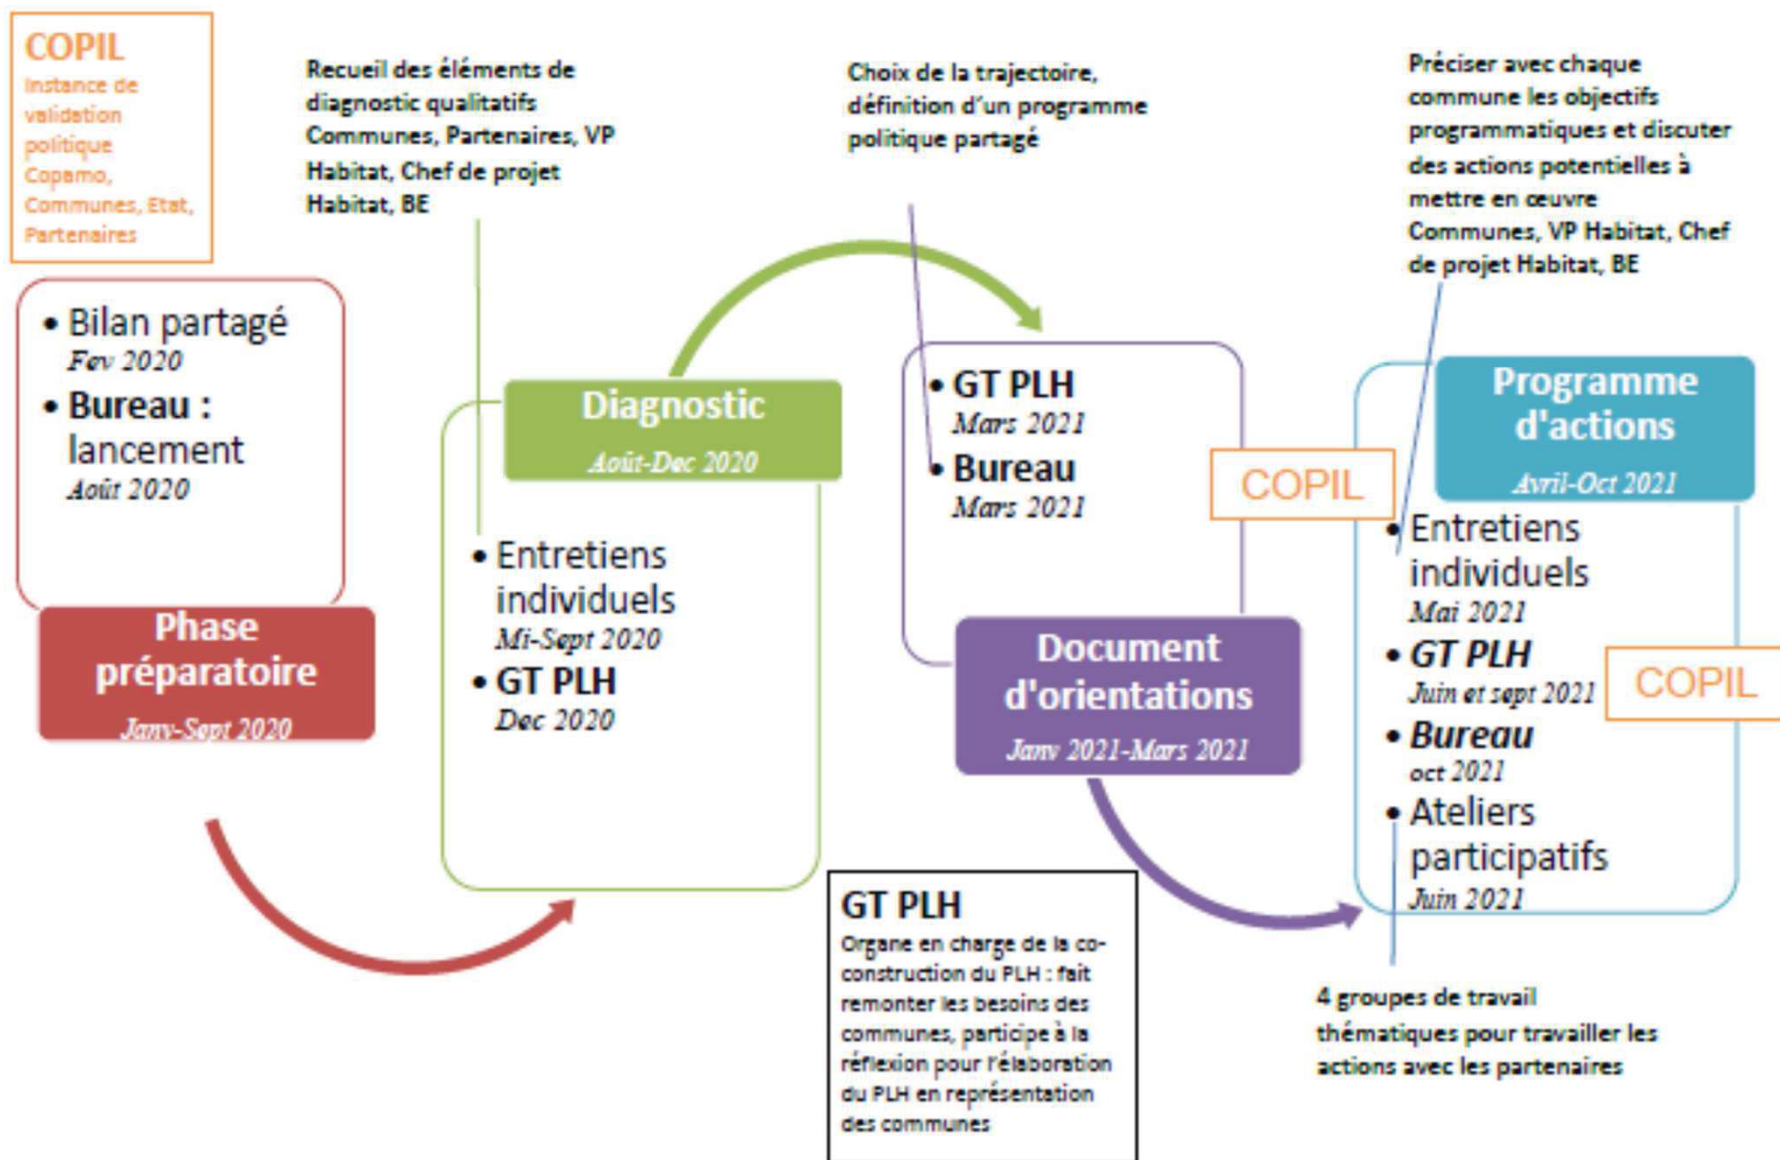 COPIL
Instance de
validation
politique
Copamo,
Communes, Etat,
Partenaires
Recueil des éléments de
diagnostic qualitatifs
Communes, Partenaires, VP
Habitat, Chef de projet
Habitat, BE
Choix de la trajectoire,
définition d'un programme
politique partagé
Préciser avec chaque
commune les objectifs
programmatiques et discuter
des actions potentielles à
mettre en œuvre
Communes, VP Habitat, Chef
de projet Habitat, BE
• Bilan partagé
Fev 2020
• Bureau :
lancement
Août 2020
Phase
préparatoire
Janv-Sept 2020
Diagnostic
Août-Dec 2020
• Entretiens
individuels
Mi-Sept 2020
• GT PLH
Dec 2020
• GT PLH
Mars 2021
• Bureau
Mars 2021
COPIL
Document
d'orientations
Janv 2021-Mars 2021
Programme
d'actions
Avril-Oct 2021
• Entretiens
individuels
Mai 2021
• GT PLH
Juin et sept 2021
COPIL
• Bureau
oct 2021
• Ateliers
participatifs
Juin 2021
GT PLH
Organe en charge de la co-
construction du PLH : fait
remonter les besoins des
communes, participe à la
réflexion pour l'élaboration
du PLH en représentation
des communes
4 groupes de travail
thématiques pour travailler les
actions avec les partenaires